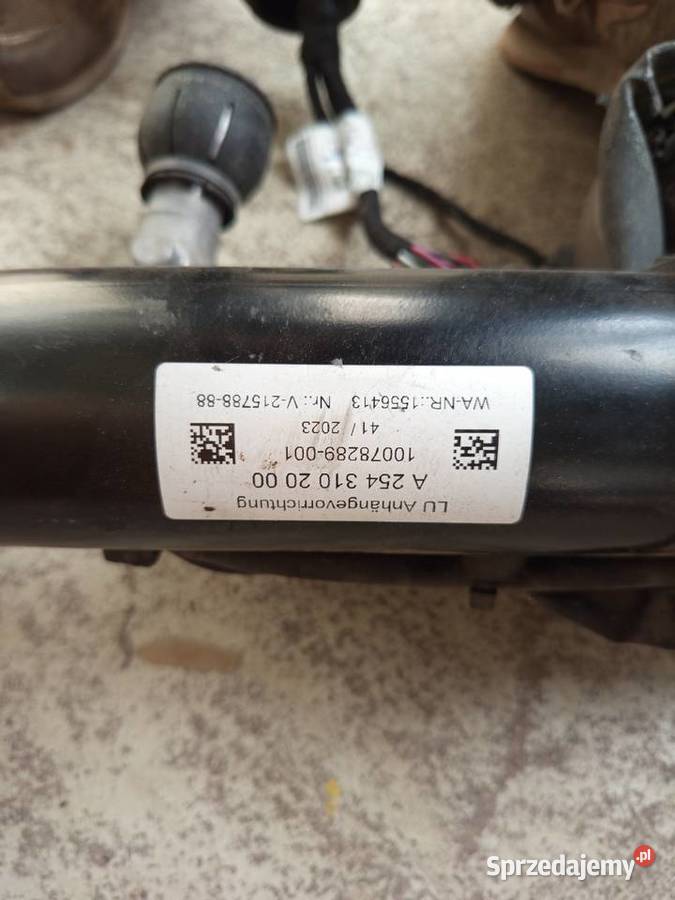 LU Anhängevorrichtung
A 254 310 20 00
10078289-001
41 / 2023
WA-NR.:1556413 Nr.: V-215788-88
Sprzedajemy.pl